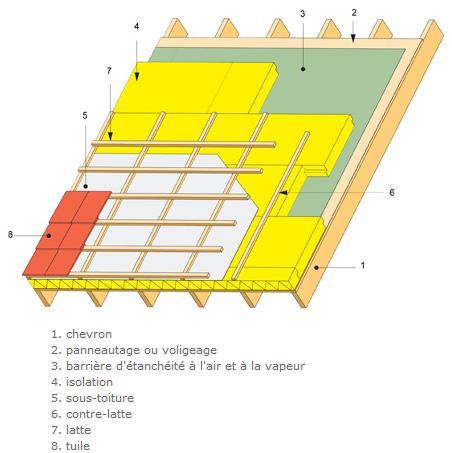 2
3
4
7
5
6
8
1
1. chevron
2. panneautage ou voligeage
3. barrière d'étanchéité à l'air et à la vapeur
4. isolation
5. sous-toiture
6. contre-latte
7. latte
8. tuile